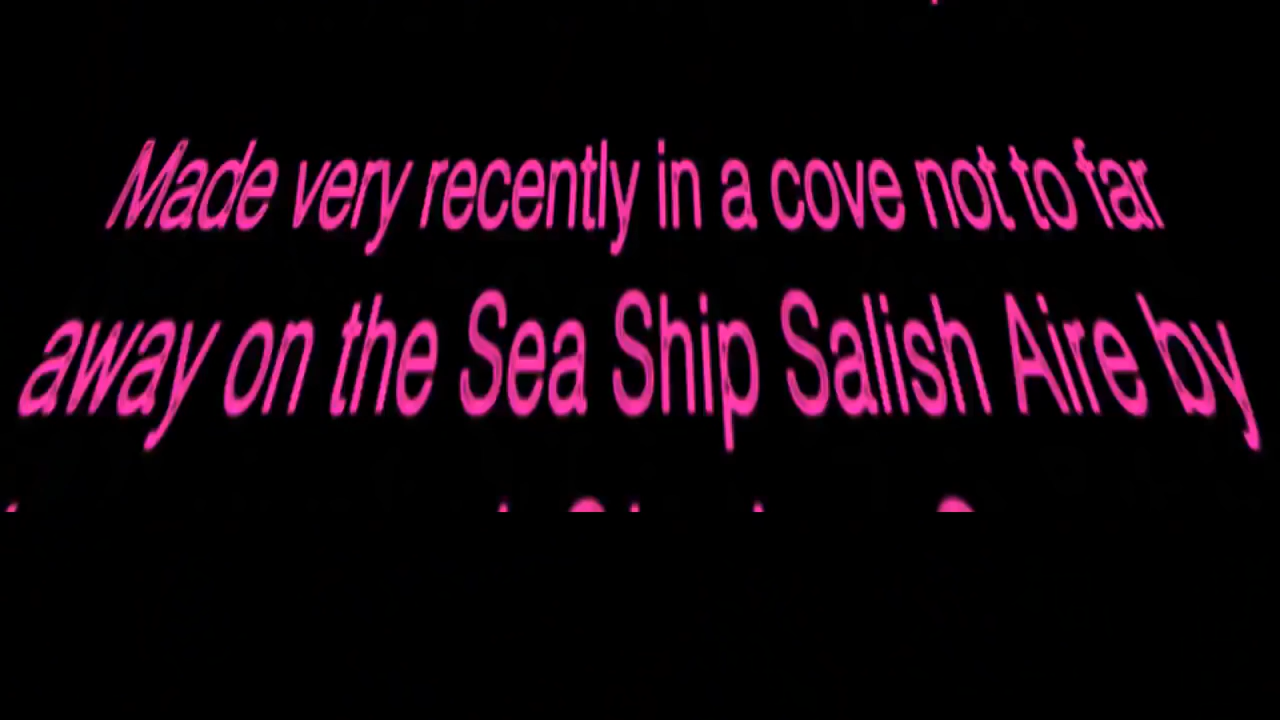 Made very recently in a cove not to far
away on the Sea Ship Salish Aire by